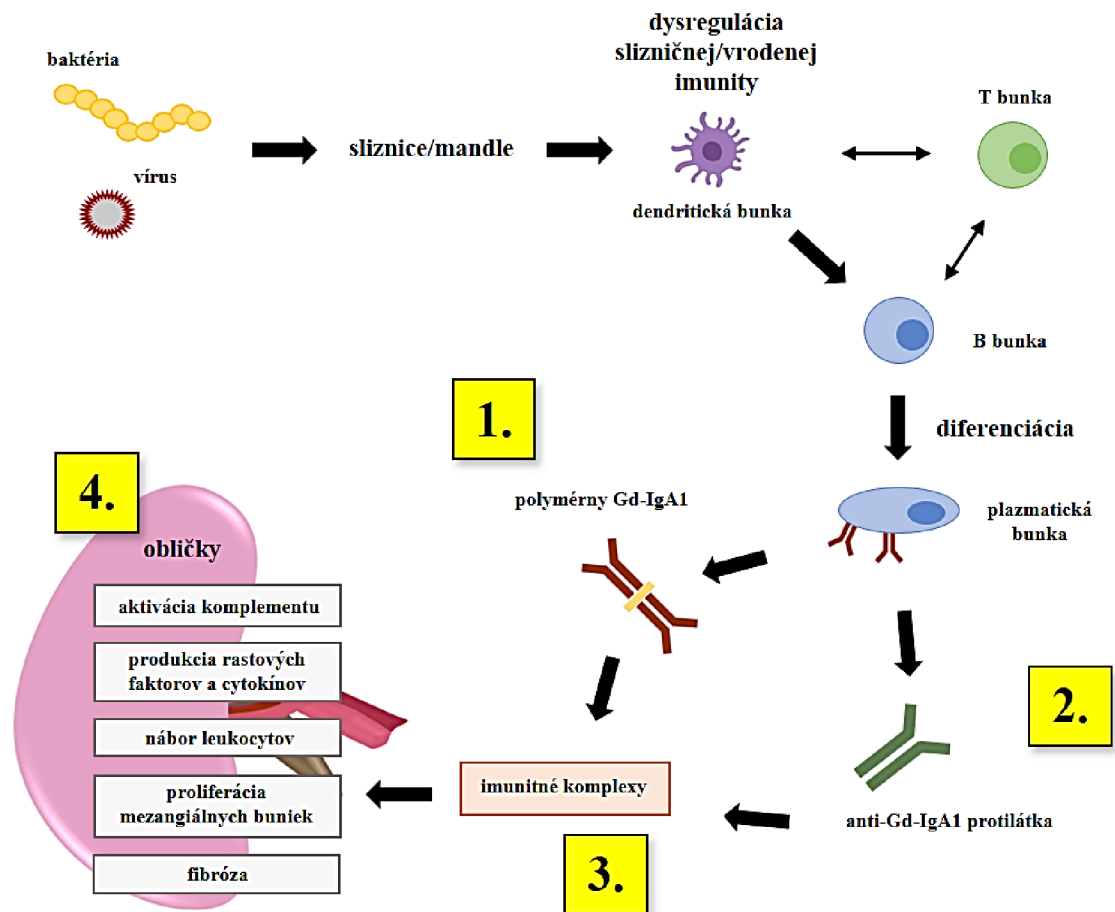 baktéria
vírus
sliznice/mandle
dysregulácia
slizničnej/vrodenej
imunity
dendritická bunka
T bunka
B bunka
diferenciácia
plazmatická
bunka
1.
polymérny Gd-IgA1
2.
anti-Gd-IgA1 protilátka
imunitné komplexy
3.
4.
obličky
aktivácia komplementu
produkcia rastových
faktorov a cytokínov
nábor leukocytov
proliferácia
mezangiálnych buniek
fibróza